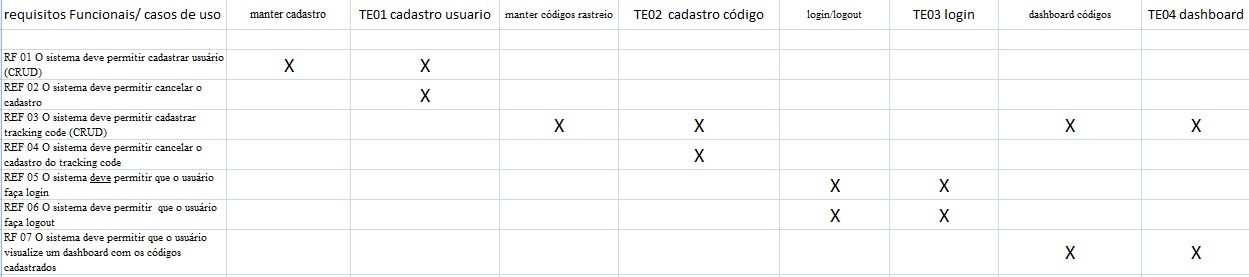 requisitos Funcionais/ casos de uso manter cadastro TE01 cadastro usuario manter códigos rastreio TE02 cadastro código login/logout TE03 login dashboard códigos TE04 dashboard
RF 01 O sistema deve permitir cadastrar usuário
(CRUD) X X
REF 02 O sistema deve permitir cancelar o
cadastro X
REF 03 O sistema deve permitir cadastrar
tracking code (CRUD) X X X X
REF 04 O sistema deve permitir cancelar o
cadastro do tracking code X
REF 05 O sistema deve permitir que o usuário
faça login X X
REF 06 O sistema deve permitir que o usuário
faça logout X X
RF 07 O sistema deve permitir que o usuário
visualize um dashboard com os códigos X X
cadastrados